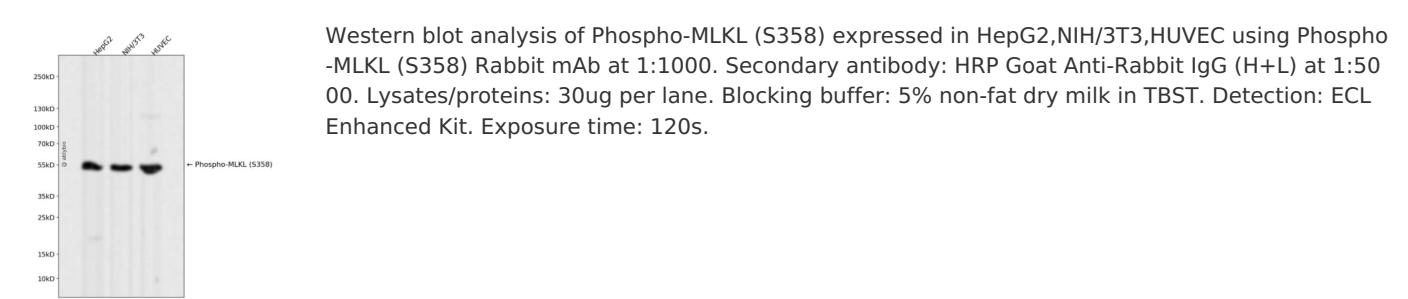 HepG2
NIH/3T3
HUVEC
250kD
130kD
100kD
70kD
55kD
35kD
25kD
15kD
10kD
← Phospho-MLKL (S358)
Western blot analysis of Phospho-MLKL (S358) expressed in HepG2,NIH/3T3,HUVEC using Phospho
-MLKL (S358) Rabbit mAb at 1:1000. Secondary antibody: HRP Goat Anti-Rabbit IgG (H+L) at 1:50
00. Lysates/proteins: 30ug per lane. Blocking buffer: 5% non-fat dry milk in TBST. Detection: ECL
Enhanced Kit. Exposure time: 120s.